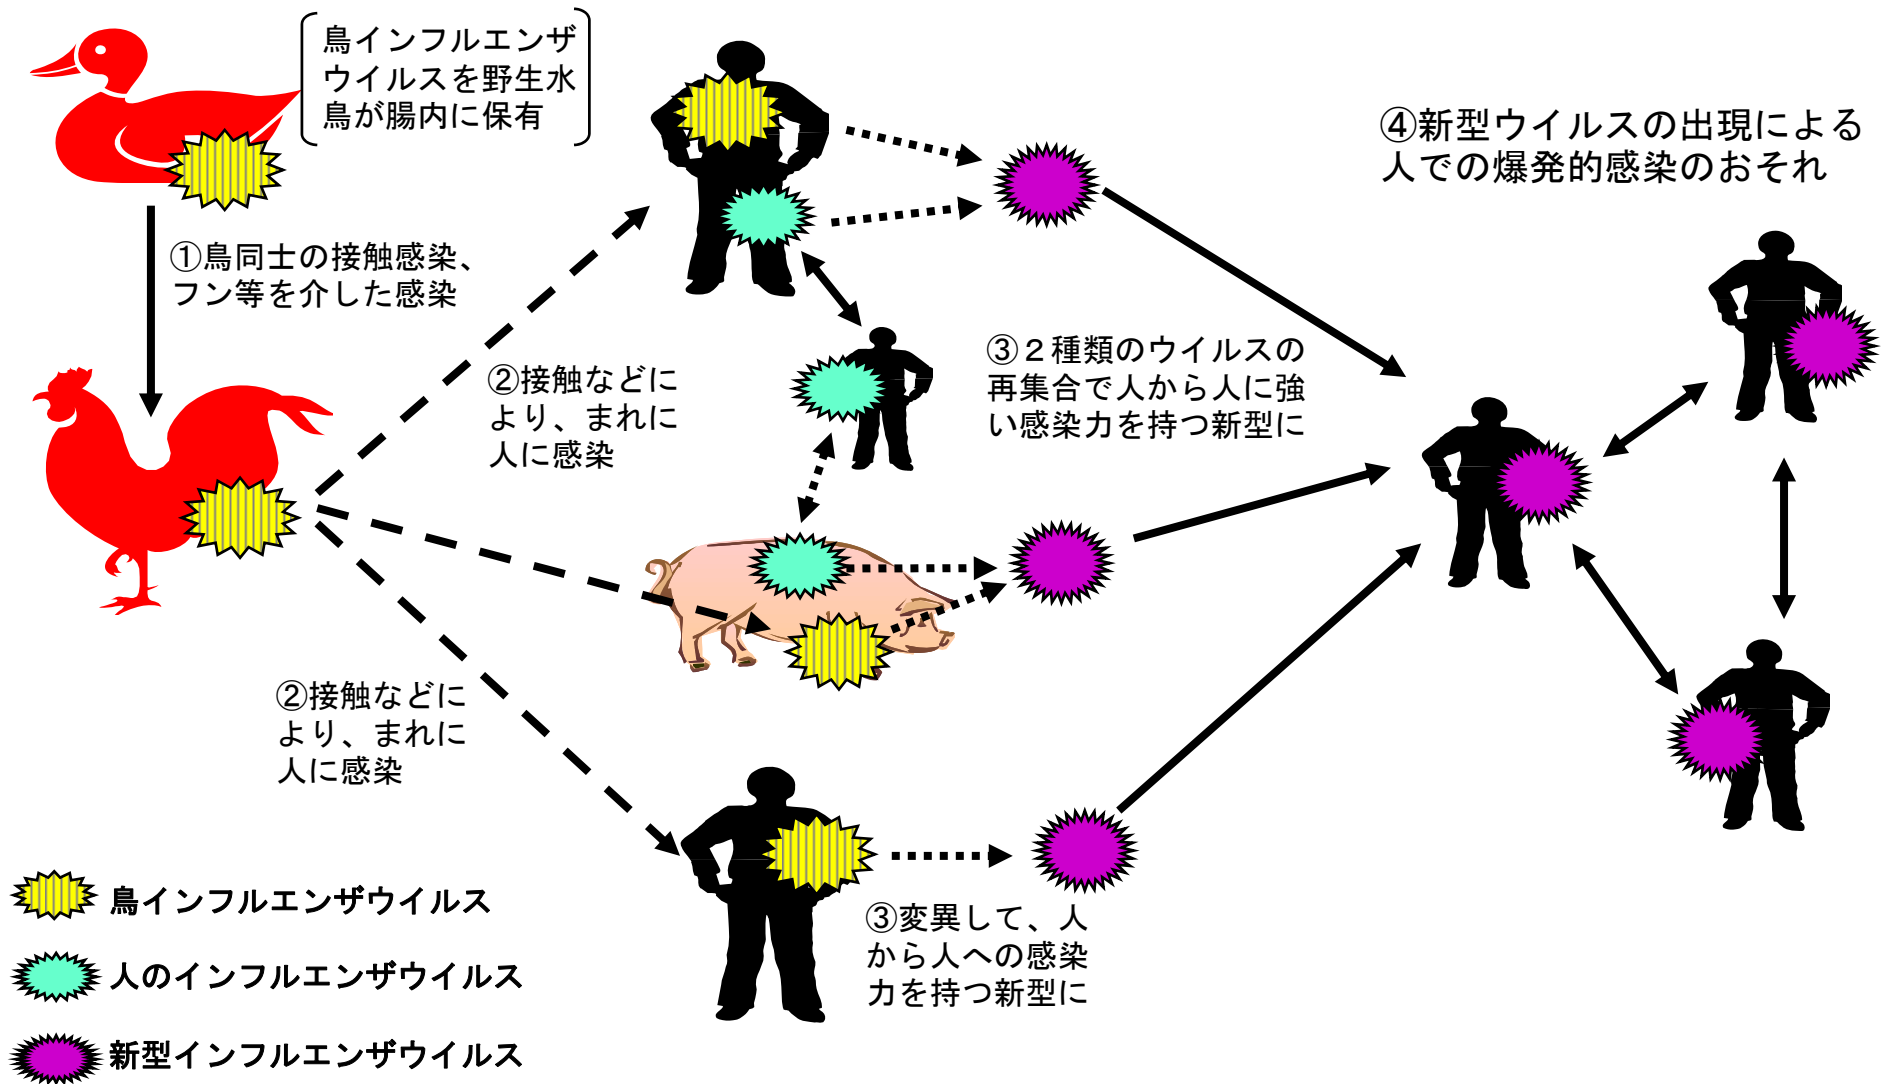 鳥インフルエンザ
ウイルスを野生水
鳥が腸内に保有
④新型ウイルスの出現による
人での爆発的感染のおそれ
①鳥同士の接触感染、
フン等を介した感染
②接触などに
より、まれに
人に感染
③２種類のウイルスの
再集合で人から人に強
い感染力を持つ新型に
②接触などに
より、まれに
人に感染
③変異して、人
から人への感染
力を持つ新型に
鳥インフルエンザウイルス
人のインフルエンザウイルス
新型インフルエンザウイルス